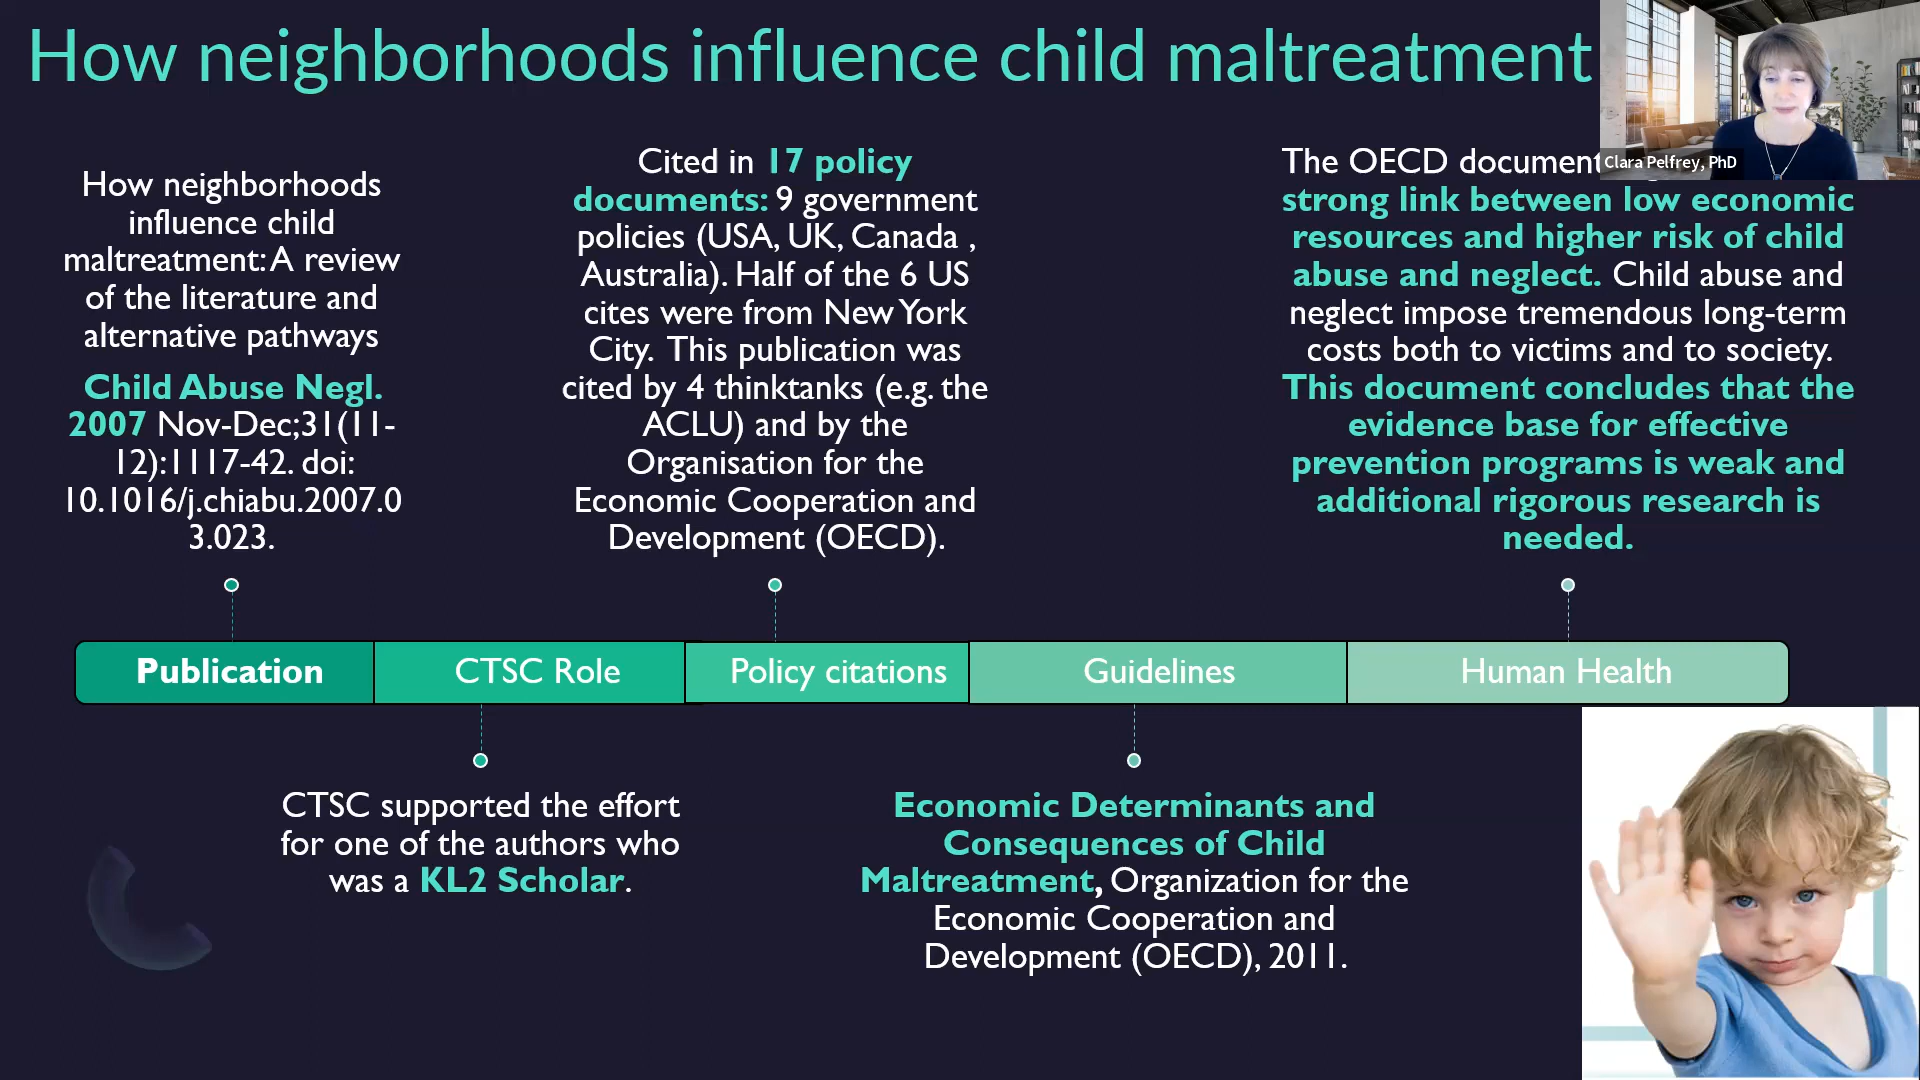 How neighborhoods influence child maltreatment
Clara Pelfrey, PhD
How neighborhoods
influence child
maltreatment: A review
of the literature and
alternative pathways
Child Abuse Negl.
2007 Nov-Dec;31(11-
12):1117-42. doi:
10.1016/j.chiabu.2007.0
3.023.
Cited in 17 policy
documents: 9 government
policies (USA, UK, Canada ,
Australia). Half of the 6 US
cites were from New York
City. This publication was
cited by 4 thinktanks (e.g. the
ACLU) and by the
Organisation for the
Economic Cooperation and
Development (OECD).
The OECD document
strong link between low economic
resources and higher risk of child
abuse and neglect. Child abuse and
neglect impose tremendous long-term
costs both to victims and to society.
This document concludes that the
evidence base for effective
prevention programs is weak and
additional rigorous research is
needed.
Publication
CTSC Role
Policy citations
Guidelines
Human Health
CTSC supported the effort
for one of the authors who
was a KL2 Scholar.
Economic Determinants and
Consequences of Child
Maltreatment, Organization for the
Economic Cooperation and
Development (OECD), 2011.